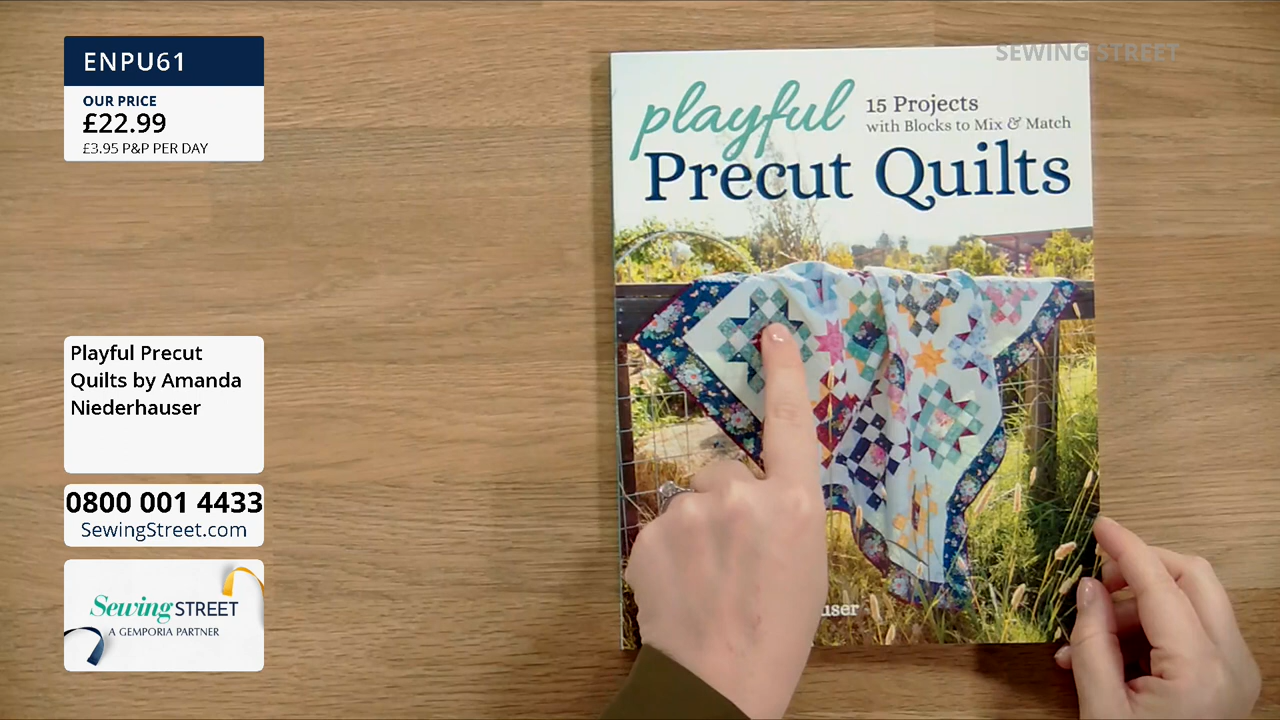 ENPU61
OUR PRICE
£22.99
£3.95 P&P PER DAY
Playful Precut
Quilts by Amanda
Niederhauser
0800 001 4433
SewingStreet.com
Sewing STREET
A GEMPORIA PARTNER
SEWING STREET
playful
15 Projects
with Blocks to Mix & Match
Precut Quilts
user